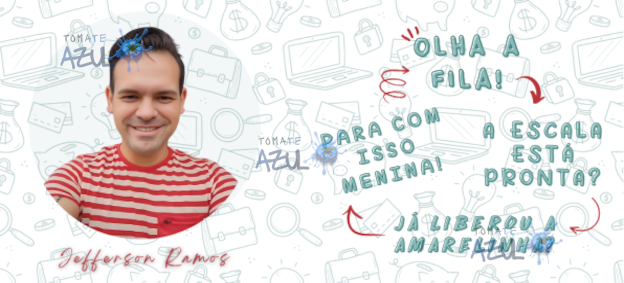 TOMATE
AZUL
Jefferson Ramos
OLHA A
FILA!
A ESCALA
ESTÁ
PRONTA?
JÁ LIBEROU A
AMARELINHA?
TOMATE
AZUL
PARA COM
ISSO
MENINA!
TOMATE
AZUL